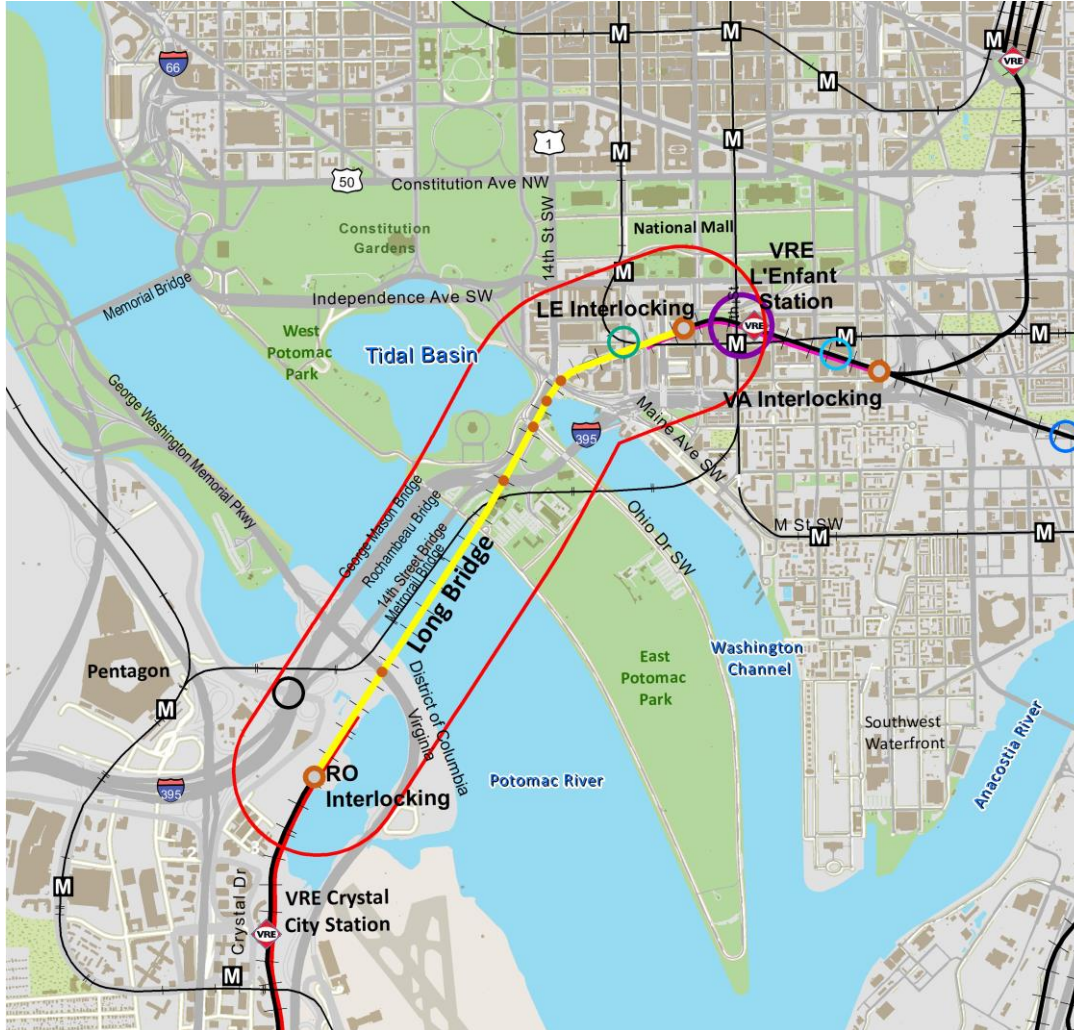 M
M
M
VRE
66
M
1
M
M
50
Constitution Ave NW
14th St SW
National Mall
Constitution
Gardens
VRE
L'Enfant
Station
M
Memorial Bridge
Independence Ave SW
LE Interlocking
VRE
M
M
West
Potomac
Park
Tidal Basin
George Washington Memorial Pkwy
VA Interlocking
Maine Ave SW
395
George Mason Bridge
Rochambeau Bridge
14th Street Bridge
Metrorail Bridge
Long Bridge
Ohio Dr SW
M St SW
M
M
Pentagon
M
District of Columbia
Virginia
East
Potomac
Park
Washington
Channel
Southwest
Waterfront
Anacostia River
Potomac River
RO
Interlocking
395
M
Crystal Dr
VRE Crystal
City Station
VRE
M